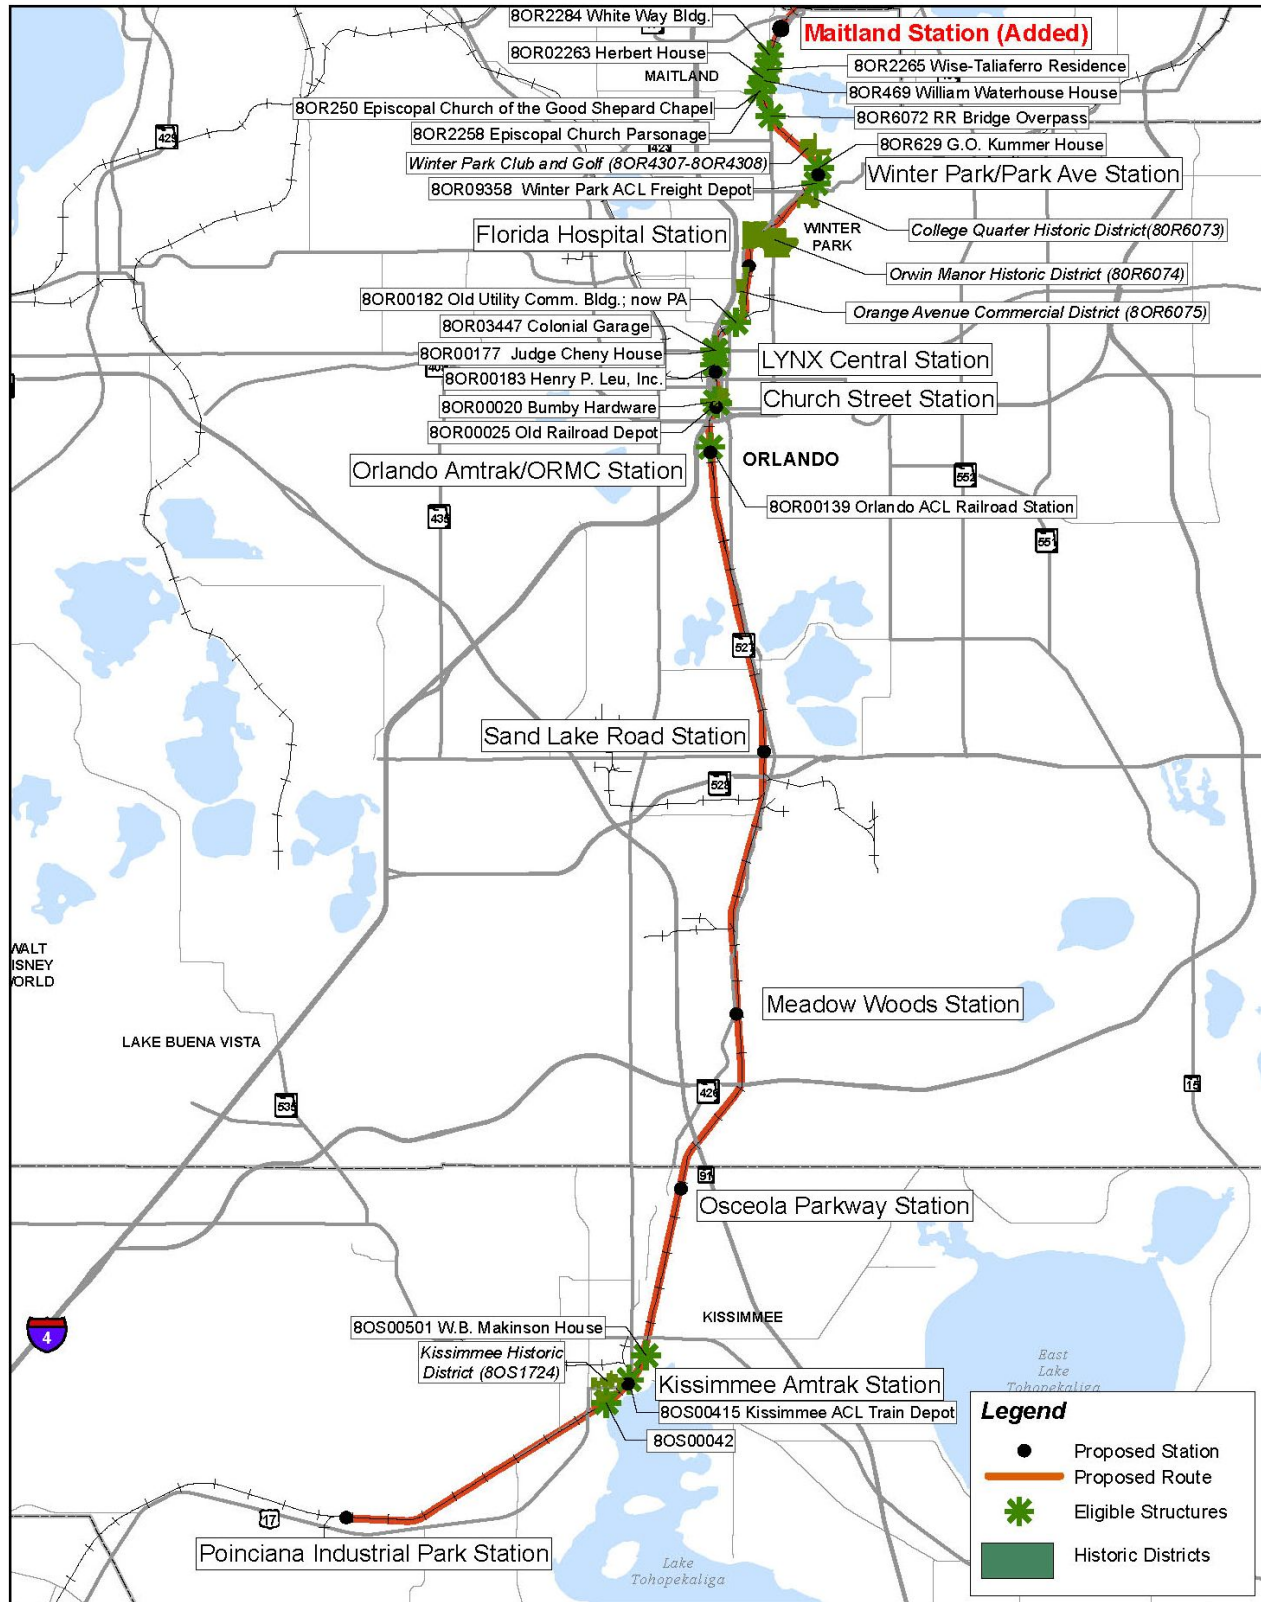 8OR2284 White Way Bldg.
Maitland Station (Added)
8OR02263 Herbert House
8OR2265 Wise-Taliaferro Residence
MAITLAND
8OR469 William Waterhouse House
8OR250 Episcopal Church of the Good Shepard Chapel
8OR6072 RR Bridge Overpass
429
8OR2258 Episcopal Church Parsonage
423
8OR629 G.O. Kummer House
Winter Park Club and Golf (8OR4307-8OR4308)
Winter Park/Park Ave Station
8OR09358 Winter Park ACL Freight Depot
WINTER
PARK
College Quarter Historic District(80R6073)
Florida Hospital Station
Orwin Manor Historic District (80R6074)
8OR00182 Old Utility Comm. Bldg.; now PA
Orange Avenue Commercial District (8OR6075)
8OR03447 Colonial Garage
8OR00177 Judge Cheny House
LYNX Central Station
8OR00183 Henry P. Leu, Inc.
8OR00020 Bumby Hardware
Church Street Station
8OR00025 Old Railroad Depot
ORLANDO
Orlando Amtrak/ORMC Station
552
8OR00139 Orlando ACL Railroad Station
435
551
527
Sand Lake Road Station
528
WALT
ISNEY
WORLD
Meadow Woods Station
LAKE BUENA VISTA
15
426
535
91
Osceola Parkway Station
KISSIMMEE
8OS00501 W.B. Makinson House
4
Kissimmee Historic
District (8OS1724)
East
Lake
Tohopekaliga
Kissimmee Amtrak Station
8OS00415 Kissimmee ACL Train Depot
8OS00042
Legend
Proposed Station
Proposed Route
Eligible Structures
Historic Districts
17
Poinciana Industrial Park Station
Lake
Tohopekaliga